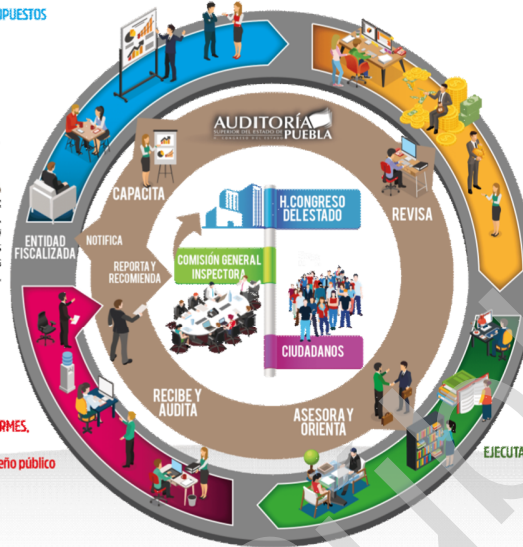 PUESTOS
AUDITORÍA
SUPERIOR DEL ESTADO DE
PUEBLA
CAPACITA
REVISA
H.CONGRESO
DEL ESTADO
ENTIDAD
FISCALIZADA
NOTIFICA
REPORTA Y
RECOMIENDA
COMISIÓN GENERAL
INSPECTORA
CIUDADANOS
RECIBE Y
AUDITA
ASESORA Y
ORIENTA
RMES,
eño público
EJECUTA